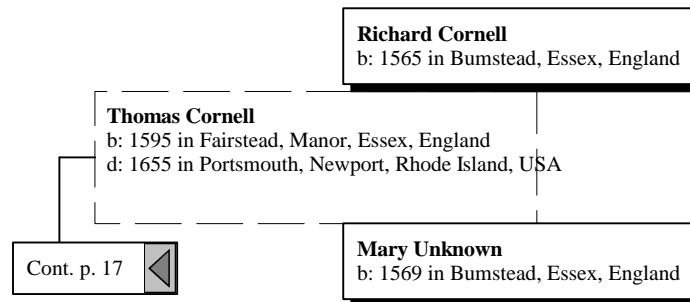 Richard Cornell
b: 1565 in Bumstead, Essex, England
Thomas Cornell
b: 1595 in Fairstead, Manor, Essex, England
d: 1655 in Portsmouth, Newport, Rhode Island, USA
Cont. p. 17
Mary Unknown
b: 1569 in Bumstead, Essex, England